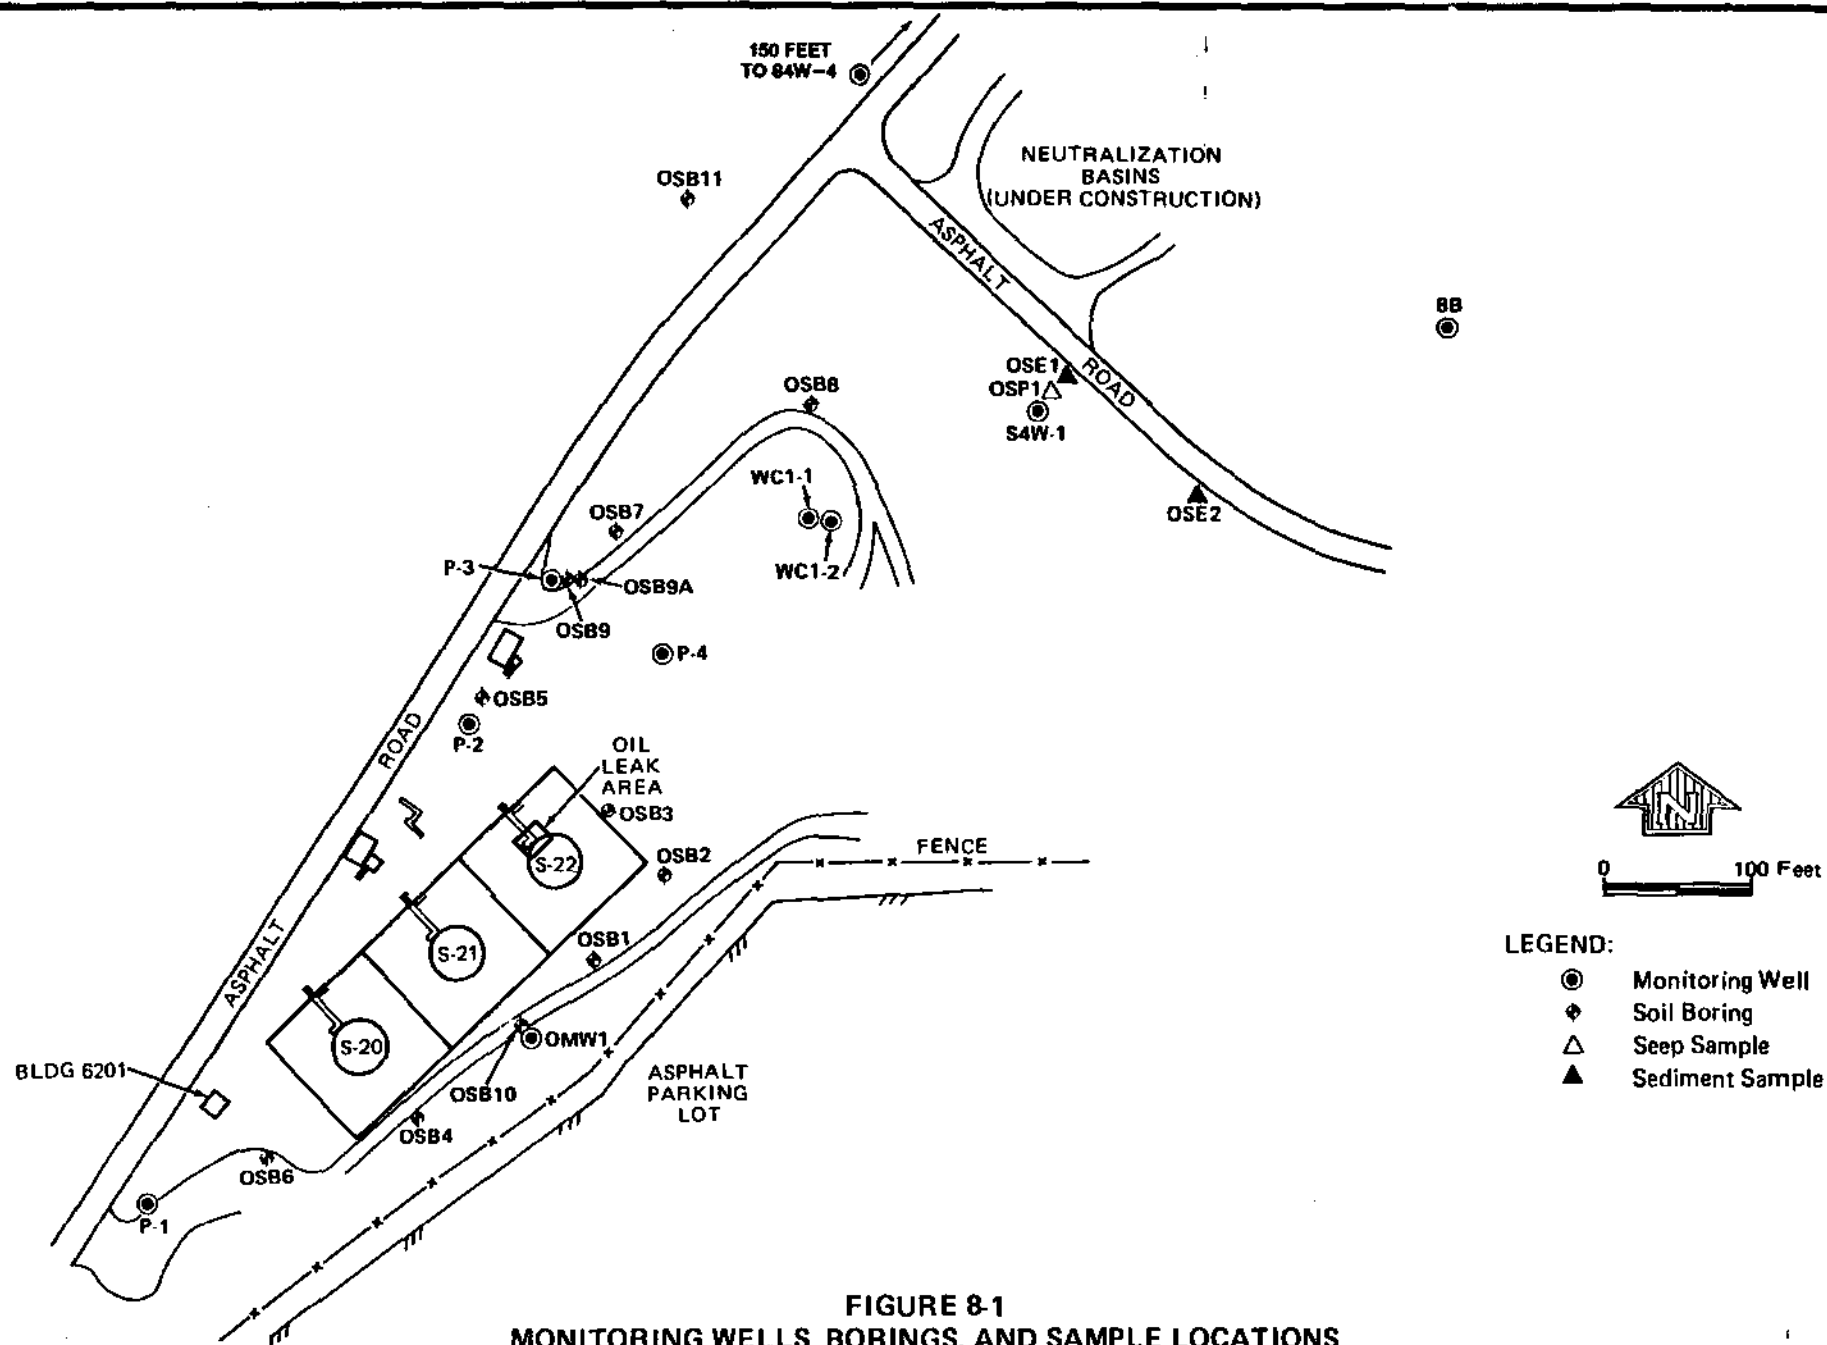 150 FEET
TO 84W-4
OSB11
NEUTRALIZATION
BASINS
(UNDER CONSTRUCTION)
ASPHALT ROAD
8B
OSE1
OSP1
S4W-1
OSE2
OSB8
WC1-1
WC1-2
OSB7
P-3
OSB9A
OSB9
P-4
OSB5
P-2
ASPHALT ROAD
OIL
LEAK
AREA
OSB3
S-22
OSB2
FENCE
S-21
OSB1
S-20
OMW1
OSB10
OSB4
BLDG 6201
ASPHALT
PARKING
LOT
OSB6
P-1
N
0 100 Feet
LEGEND:
Monitoring Well
Soil Boring
Seep Sample
Sediment Sample
FIGURE 8-1
MONITORING WELLS, BORINGS, AND SAMPLE LOCATIONS